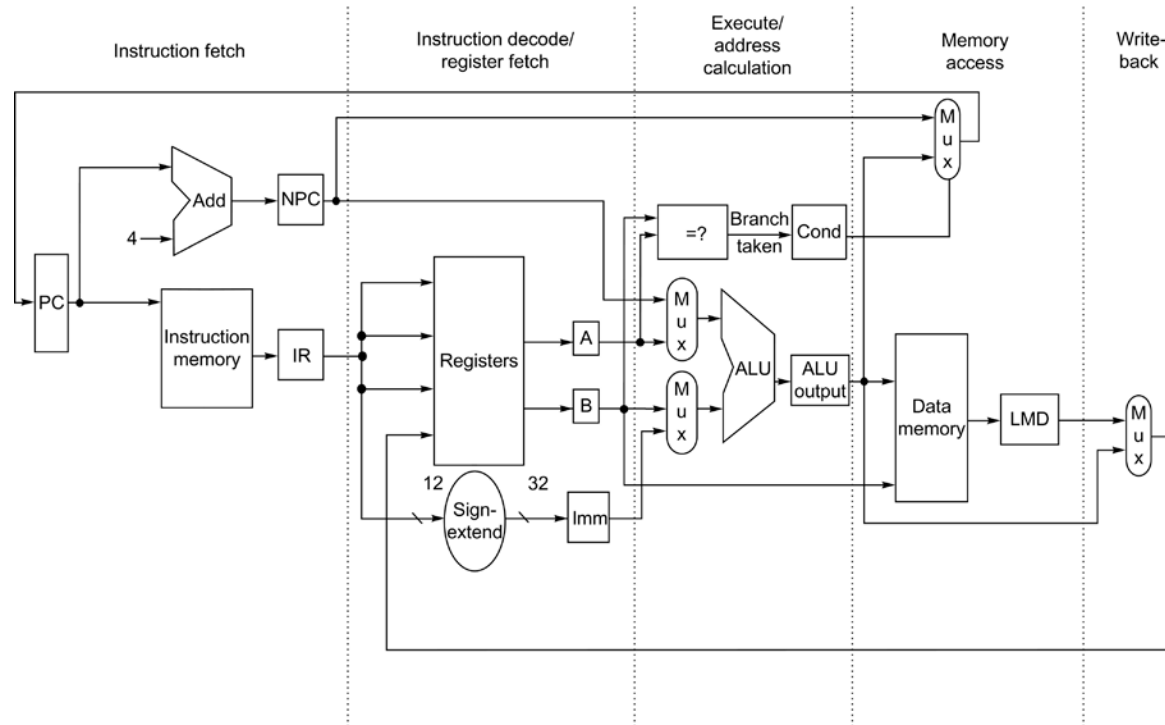 Instruction fetch
Instruction decode/
register fetch
Execute/
address
calculation
Memory
access
Write-
back
M
u
x
Add
NPC
4
=?
Branch
taken
Cond
PC
Instruction
memory
IR
Registers
A
B
M
u
x
M
u
x
ALU
ALU
output
Data
memory
LMD
M
u
x
12
Sign-
extend
32
Imm